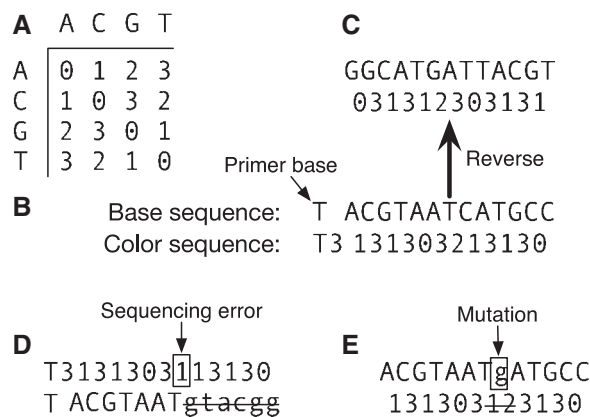 A
A C G T
A 0 1 2 3
C 1 0 3 2
G 2 3 0 1
T 3 2 1 0
C
GGCATGATTACGT
031312303131
Reverse
Primer base
B
Base sequence: T ACGTAATCATGCC
Color sequence: T3 131303213130
Sequencing error
D
T3131303113130
T ACGTAATgtacgg
Mutation
E
ACGTAATgATGCC
131303123130